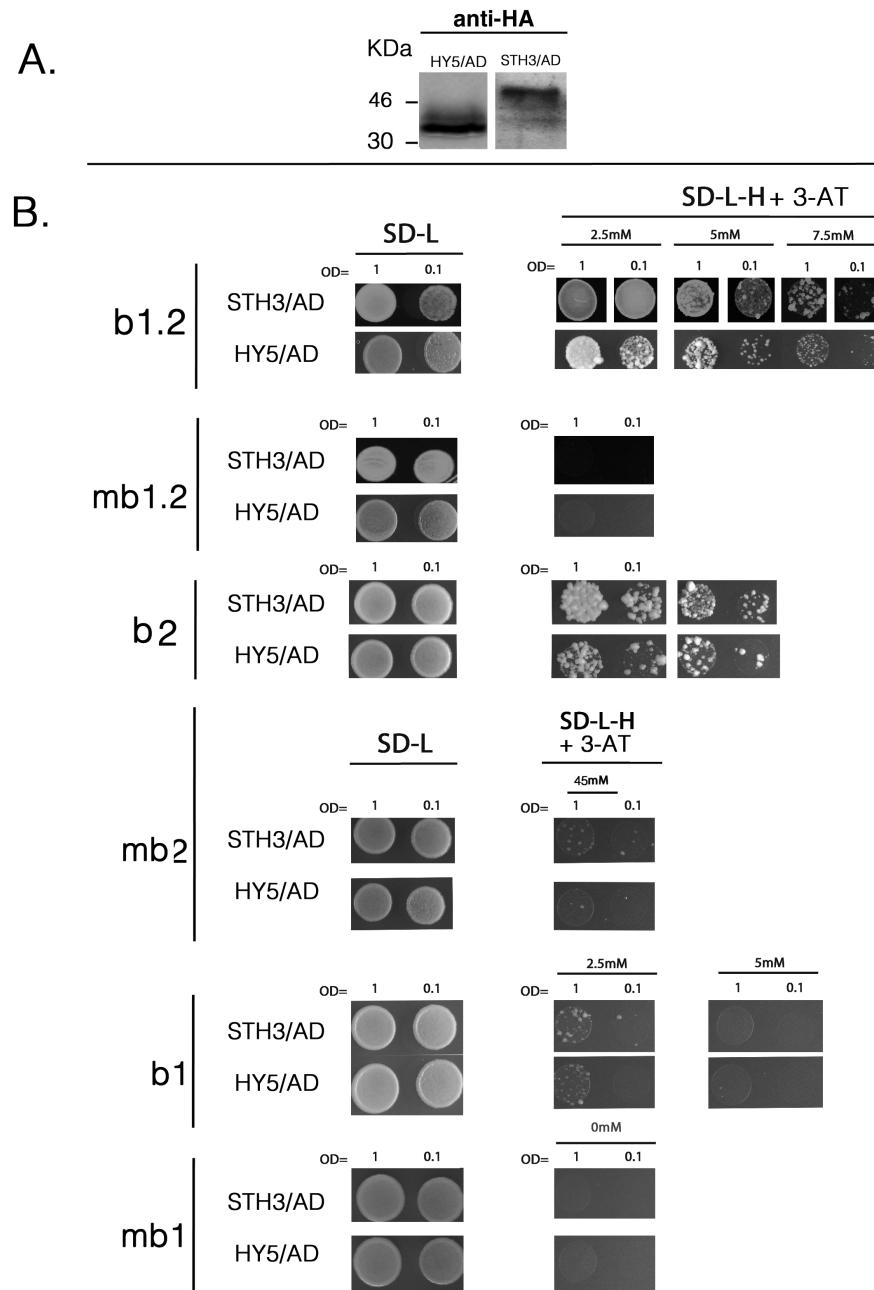 A.
anti-HA
KDa HY5/AD STH3/AD
46
30
B.
SD-L-H + 3-AT
SD-L
2.5mM 5mM 7.5mM
OD= 1 0.1 OD= 1 0.1 1 0.1 1 0.1
b1.2
STH3/AD
HY5/AD
OD= 1 0.1 OD= 1 0.1
mb1.2
STH3/AD
HY5/AD
OD= 1 0.1 OD= 1 0.1
b2
STH3/AD
HY5/AD
SD-L
SD-L-H
+ 3-AT
45mM
OD= 1 0.1 OD= 1 0.1
mb2
STH3/AD
HY5/AD
2.5mM 5mM
OD= 1 0.1 OD= 1 0.1 1 0.1
b1
STH3/AD
HY5/AD
0mM
OD= 1 0.1 OD= 1 0.1
mb1
STH3/AD
HY5/AD